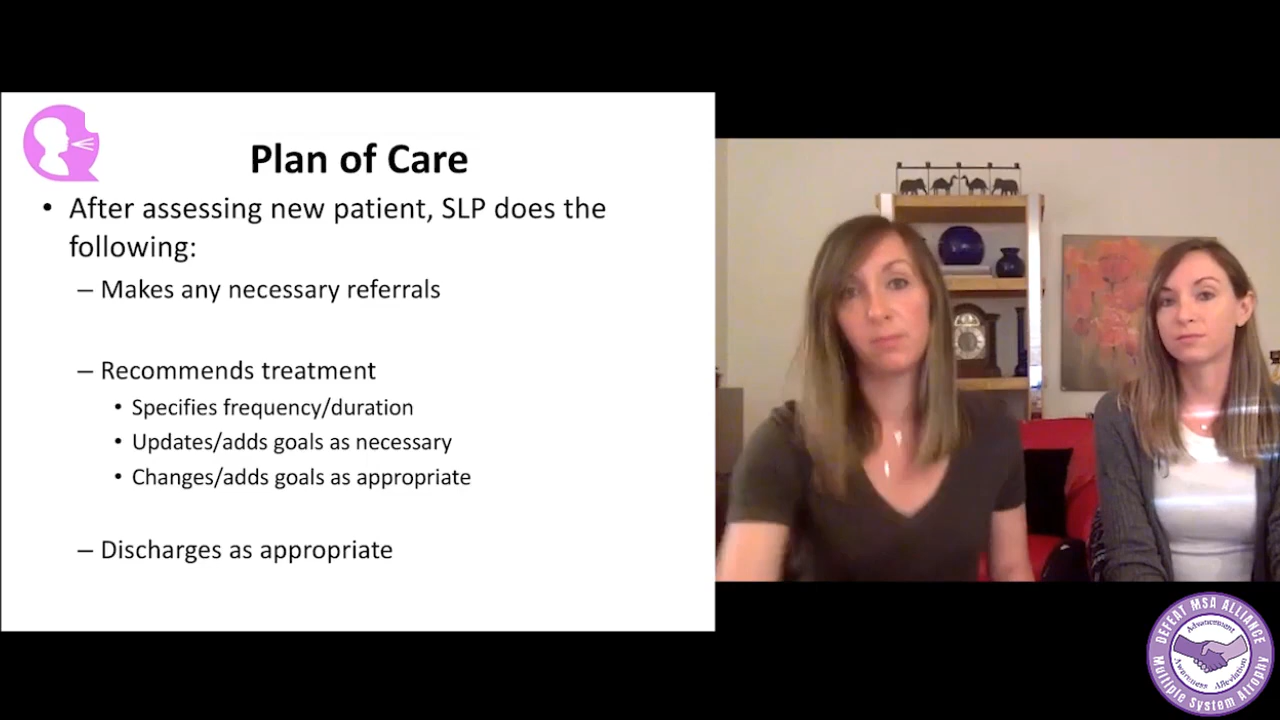 Plan of Care
• After assessing new patient, SLP does the
following:
– Makes any necessary referrals
– Recommends treatment
• Specifies frequency/duration
• Updates/adds goals as necessary
• Changes/adds goals as appropriate
– Discharges as appropriate
DEFEAT MSA ALLIANCE
Advancement
Awareness Alleviation
Multiple System Atrophy